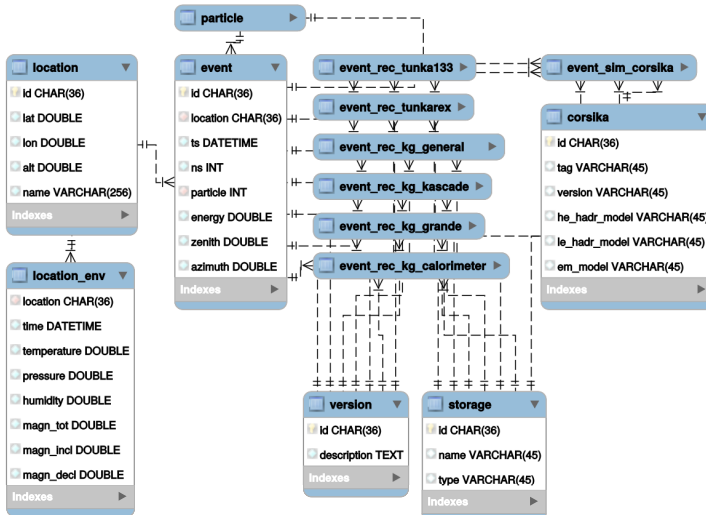 particle
location
id CHAR(36)
lat DOUBLE
lon DOUBLE
alt DOUBLE
name VARCHAR(256)
Indexes
location_env
location CHAR(36)
time DATETIME
temperature DOUBLE
pressure DOUBLE
humidity DOUBLE
magn_tot DOUBLE
magn_incl DOUBLE
magn_decl DOUBLE
Indexes
event
id CHAR(36)
location CHAR(36)
ts DATETIME
ns INT
particle INT
energy DOUBLE
zenith DOUBLE
azimuth DOUBLE
Indexes
event_rec_tunka133
event_rec_tunkarex
event_rec_kg_general
event_rec_kg_kascade
event_rec_kg_grande
event_rec_kg_calorimeter
event_sim_corsika
corsika
id CHAR(36)
tag VARCHAR(45)
version VARCHAR(45)
he_hadr_model VARCHAR(45)
le_hadr_model VARCHAR(45)
em_model VARCHAR(45)
Indexes
version
id CHAR(36)
description TEXT
Indexes
storage
id CHAR(36)
name VARCHAR(45)
type VARCHAR(45)
Indexes